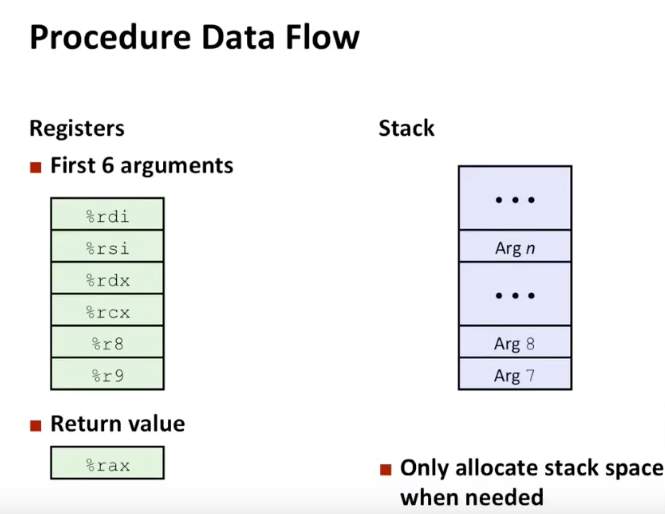 Procedure Data Flow
Registers
■ First 6 arguments
%rdi
%rsi
%rdx
%rcx
%r8
%r9
■ Return value
%rax
Stack
• • •
Arg n
• • •
Arg 8
Arg 7
■ Only allocate stack space
when needed